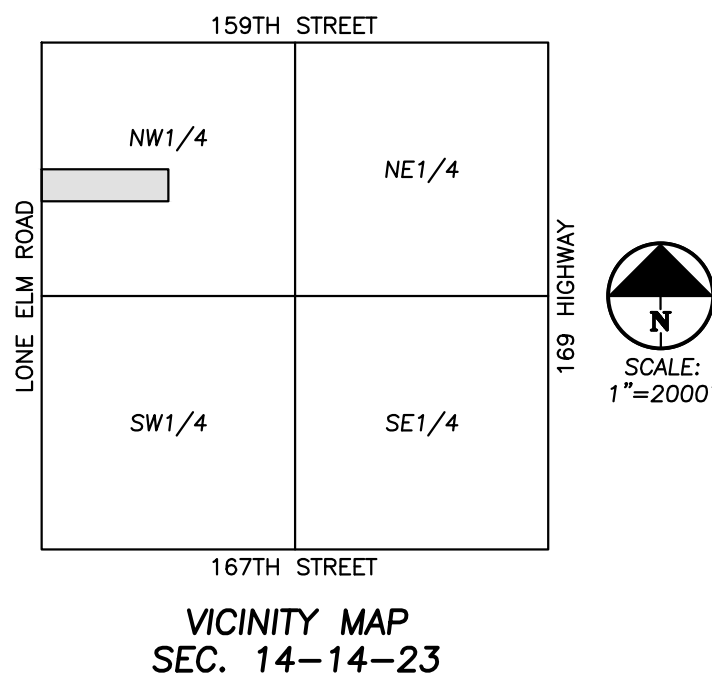 159TH STREET
NW1/4
NE1/4
LONE ELM ROAD
169 HIGHWAY
N
SCALE:
1"=2000'
SW1/4
SE1/4
167TH STREET
VICINITY MAP
SEC. 14-14-23